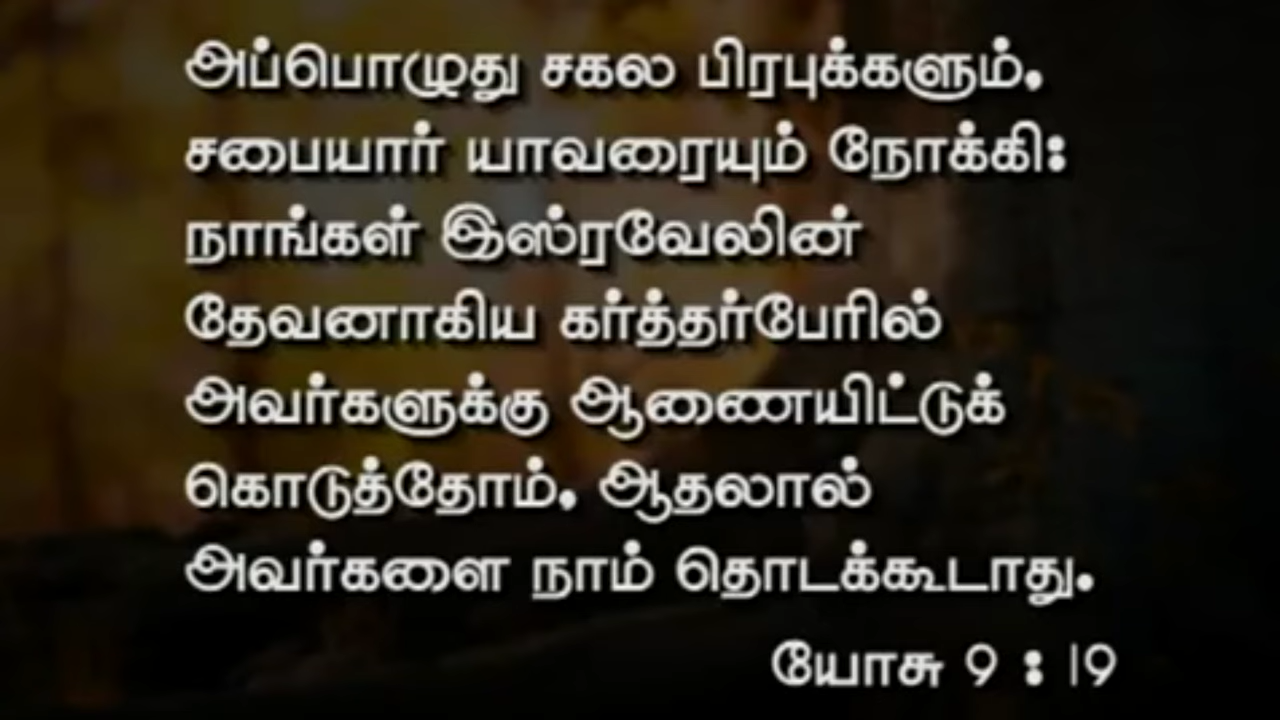 அப்பொழுது சகல பிரபுக்களும்,
சபையார் யாவரையும் நோக்கி:
நாங்கள் இஸ்ரவேலின்
தேவனாகிய கர்த்தர்பேரில்
அவர்களுக்கு ஆணையிட்டுக்
கொடுத்தோம், ஆதலால்
அவர்களை நாம் தொடக்கூடாது.
யோசு 9 : 19